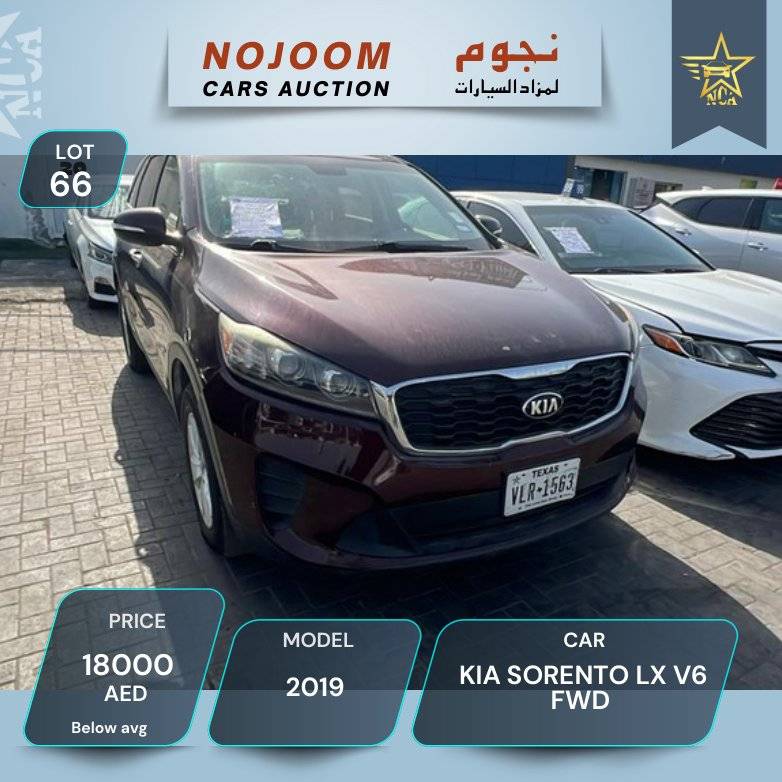 NOJOOM
CARS AUCTION
نجوم
لمزاد السيارات
NCA
NCA
LOT
66
KIA
TEXAS
VLR★1563
PRICE
18000
AED
Below avg
MODEL
2019
CAR
KIA SORENTO LX V6
FWD